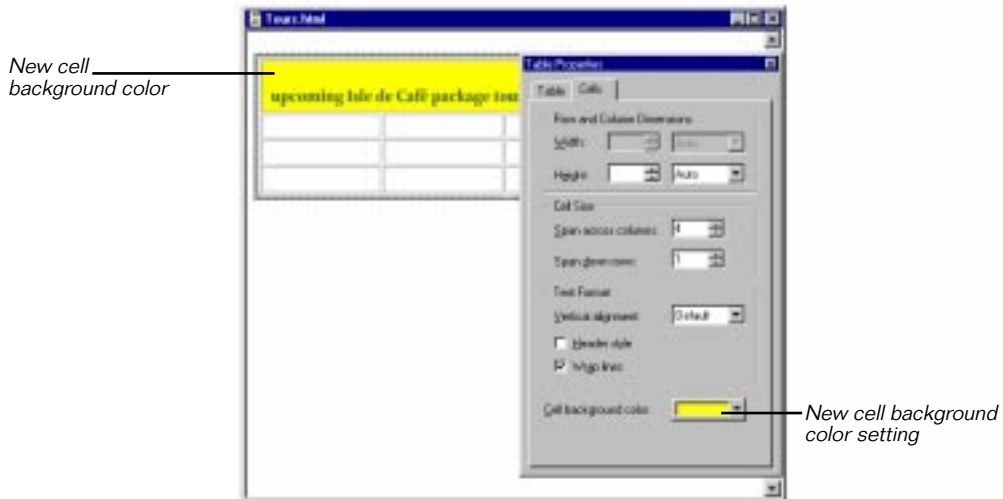 Tours.html
New cell
background color
upcoming Isle de Café package tou
Table Properties
Table Cells
Row and Column Dimensions
Width: Auto
Height: Auto
Cell Size
Span across columns: 4
Span down rows: 1
Text Format
Vertical alignment: Default
Header style
Wrap lines
Cell background color:
New cell background
color setting